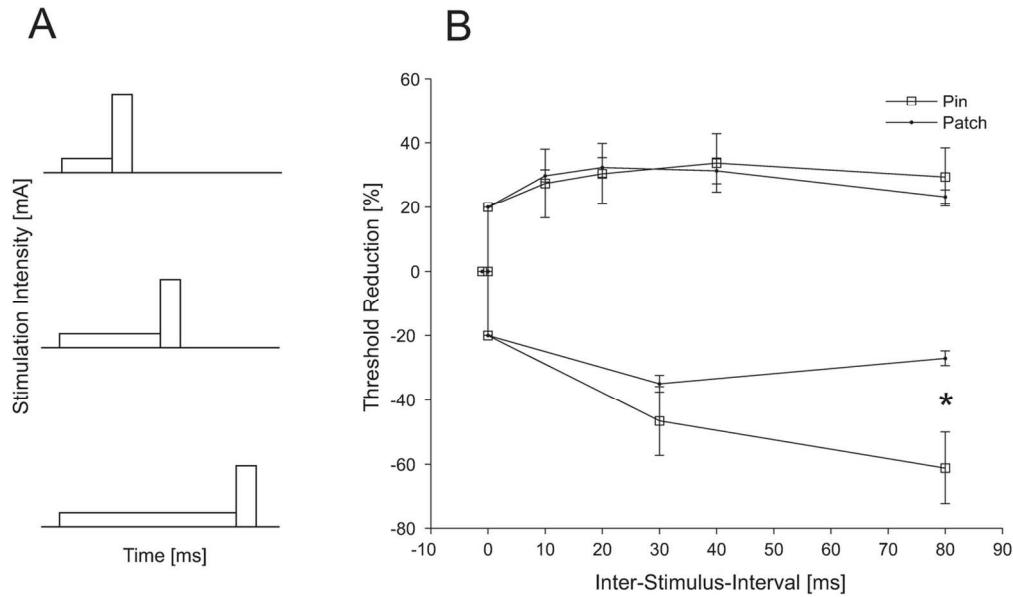 A
B
Stimulation Intensity [mA]
Time [ms]
Threshold Reduction [%]
60
40
20
0
-20
-40
-60
-80
Pin
Patch
*
-10 0 10 20 30 40 50 60 70 80 90
Inter-Stimulus-Interval [ms]